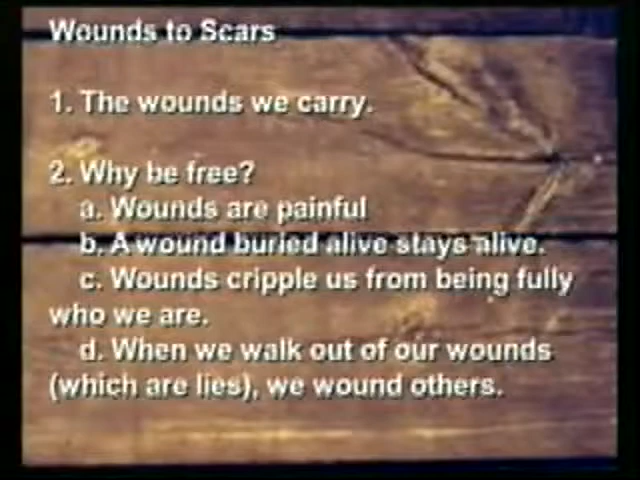 Wounds to Scars
1. The wounds we carry.
2. Why be free?
a. Wounds are painful
b. A wound buried alive stays alive.
c. Wounds cripple us from being fully
who we are.
d. When we walk out of our wounds
(which are lies), we wound others.